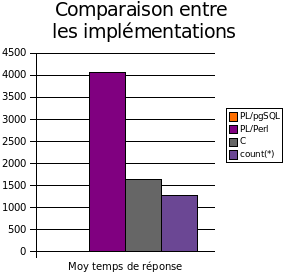 Comparaison entre
les implémentations
4500
4000
3500
3000
2500
2000
1500
1000
500
0
PL/pgSQL
PL/Perl
C
count(*)
Moy temps de réponse